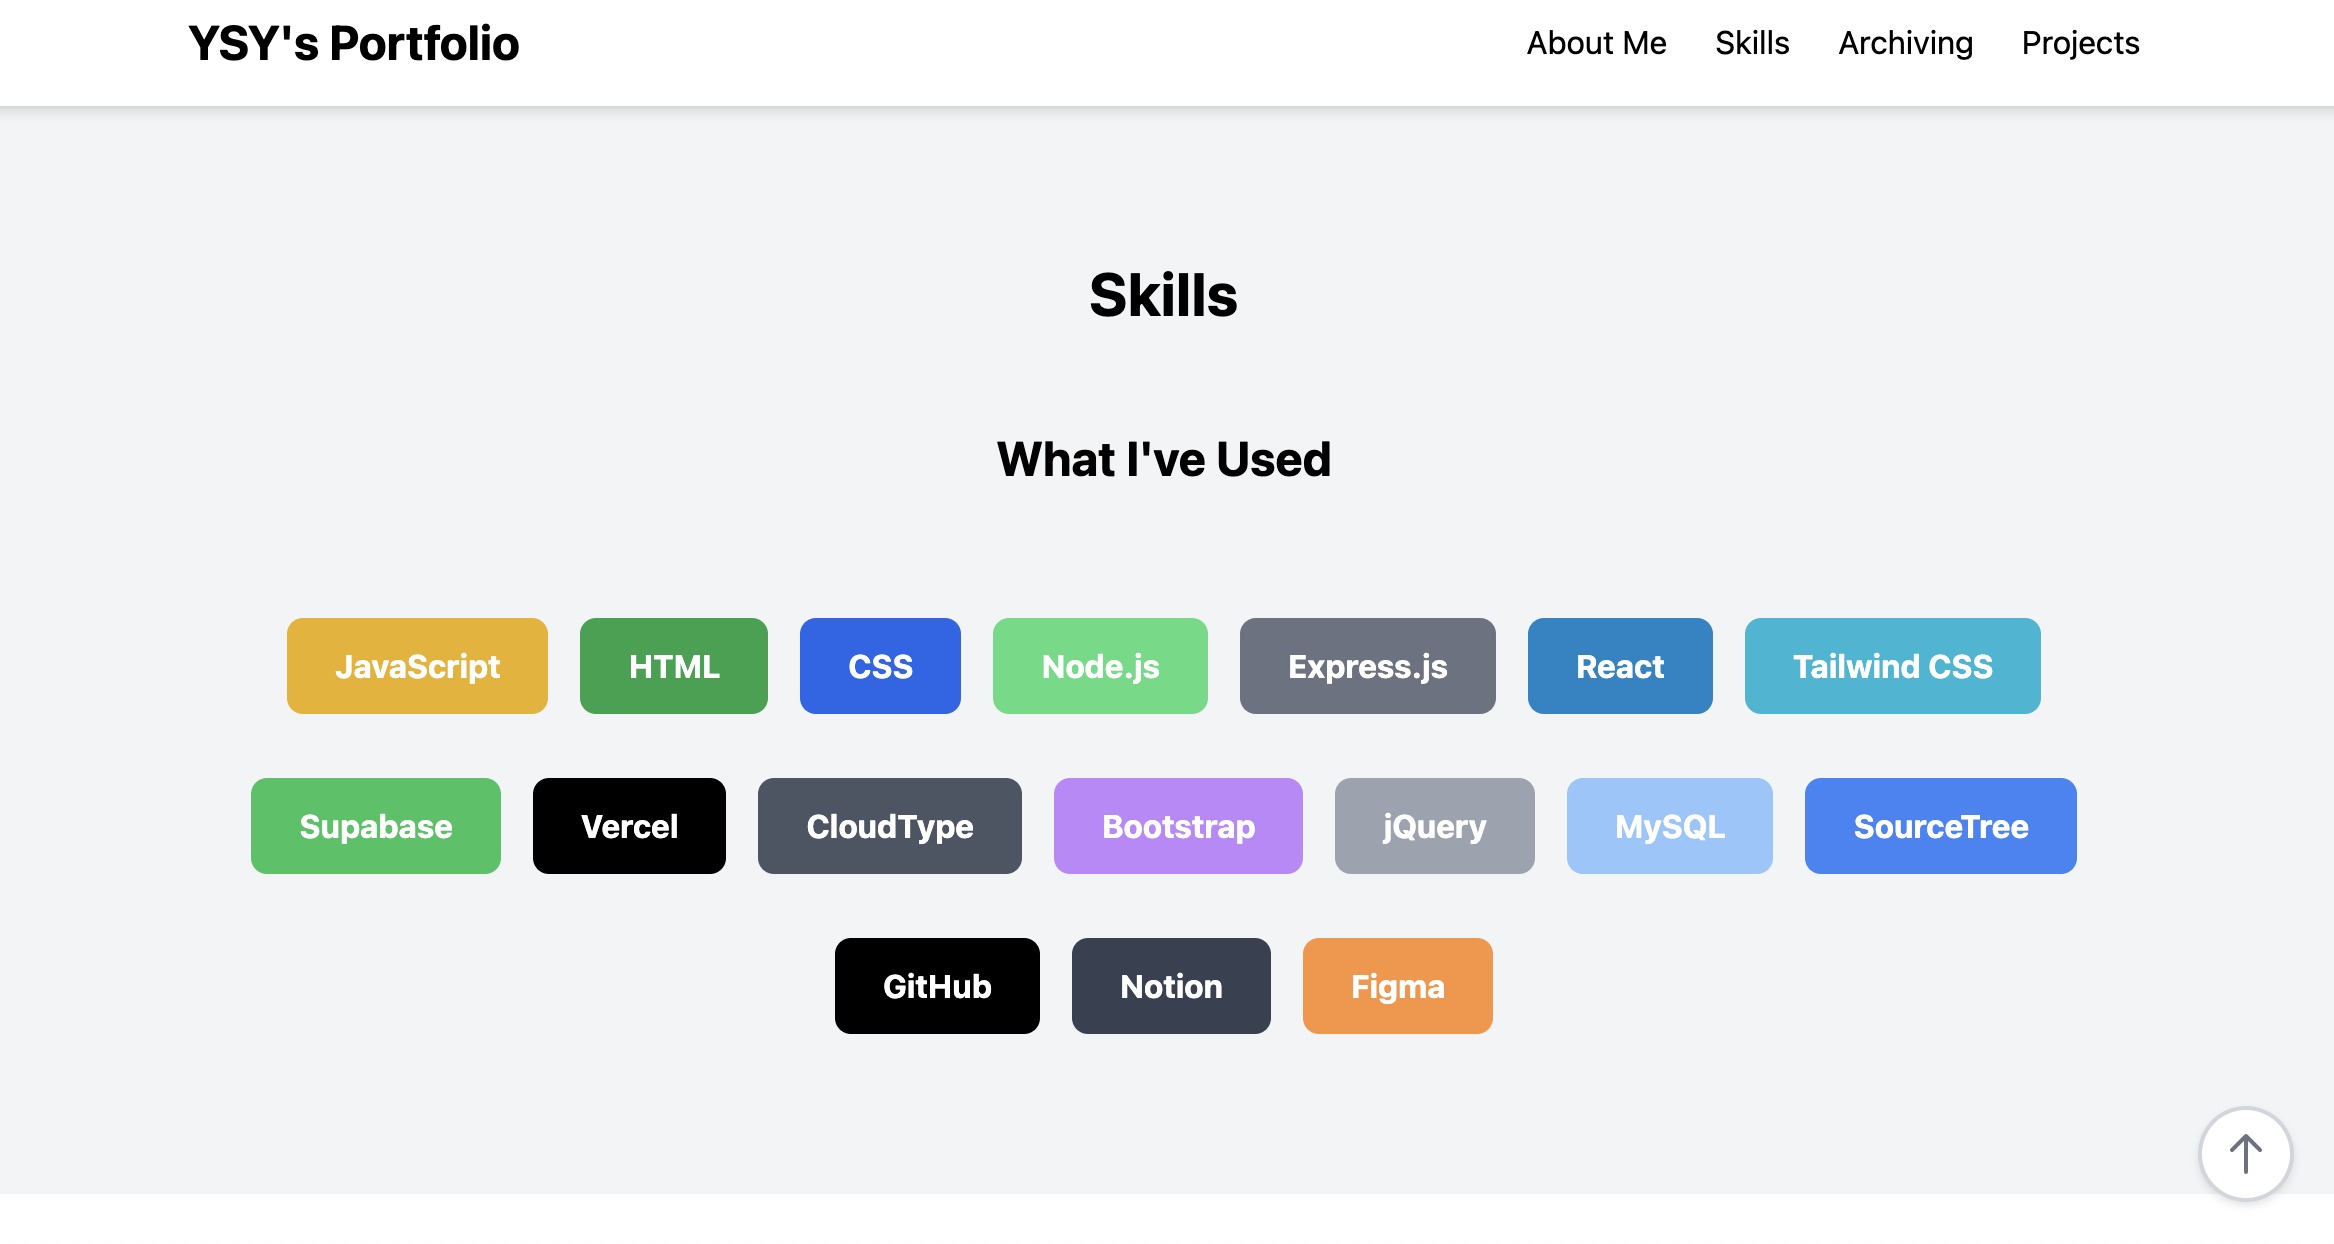 YSY's Portfolio
About Me Skills Archiving Projects
Skills
What I've Used
JavaScript HTML CSS Node.js Express.js React Tailwind CSS
Supabase Vercel CloudType Bootstrap jQuery MySQL SourceTree
GitHub Notion Figma